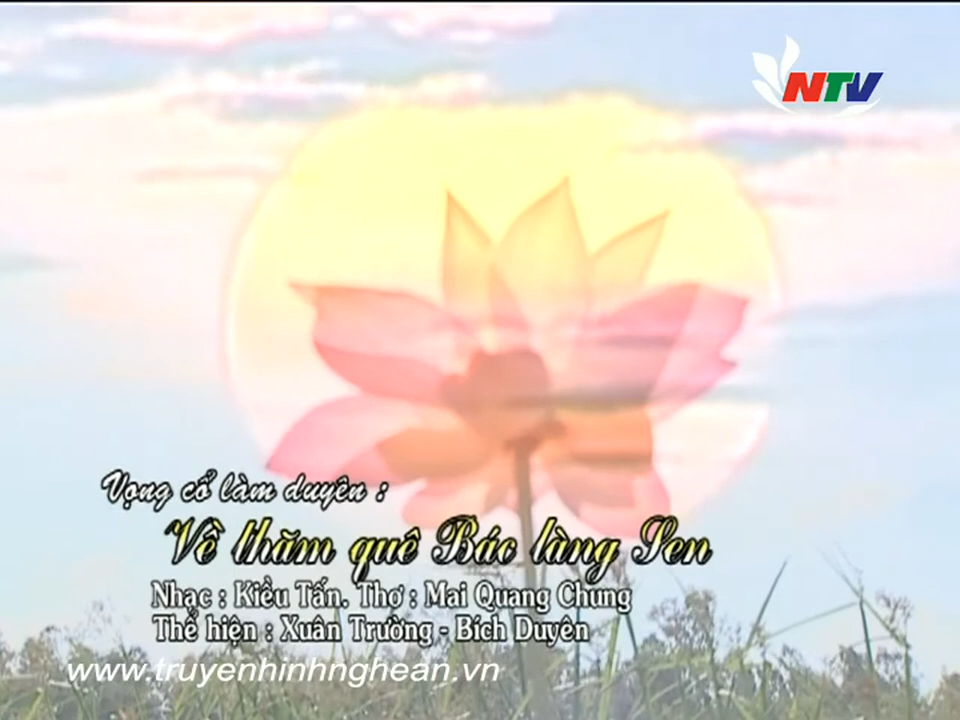 NTV
Vọng cổ làm duyên :
Về thăm quê Bác làng Sen
Nhạc : Kiều Tấn. Thơ : Mai Quang Chung
Thể hiện : Xuân Trường - Bích Duyên
www.truyenhinhnghean.vn